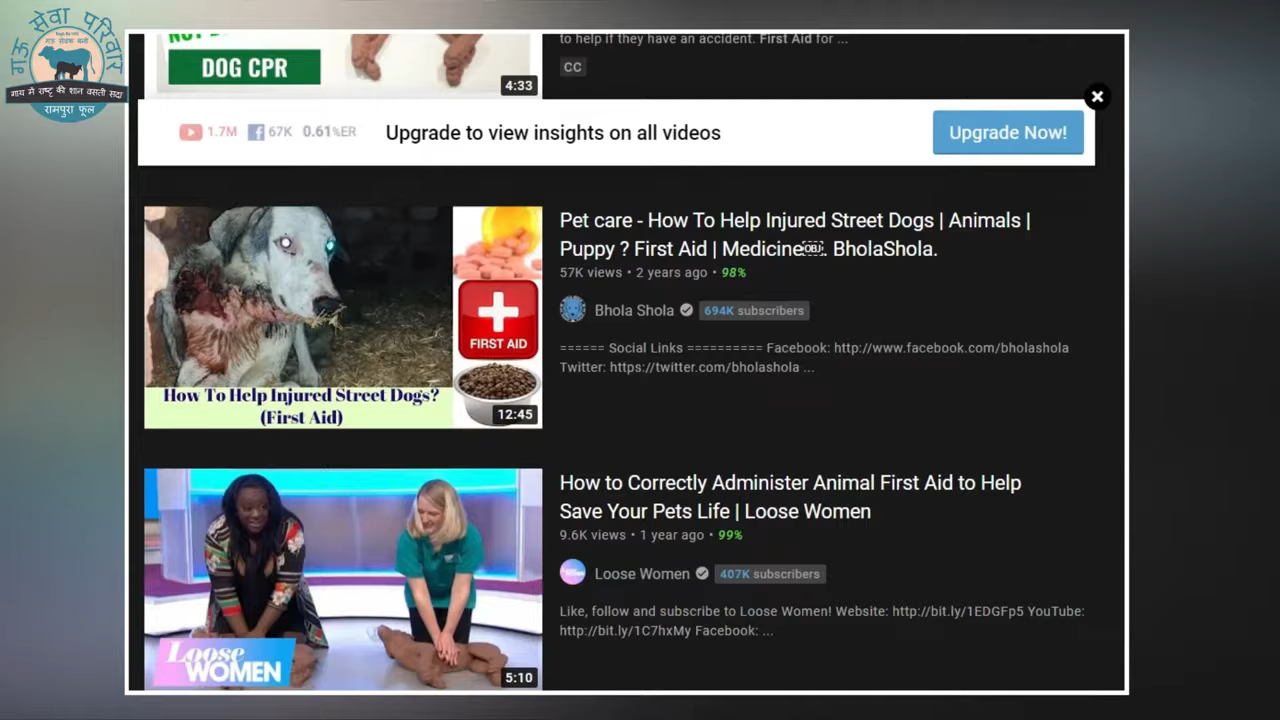 गऊ सेवा परिवार
गाय में राष्ट्र की शान बसती सदा
रामपुरा फूल
DOG CPR
4:33
to help if they have an accident. First Aid for ...
CC
1.7M 67K 0.61%ER
Upgrade to view insights on all videos
Upgrade Now!
Pet care - How To Help Injured Street Dogs | Animals |
Puppy ? First Aid | Medicine￼. BholaShola.
57K views • 2 years ago • 98%
Bhola Shola 694K subscribers
====== Social Links ========== Facebook: http://www.facebook.com/bholashola
Twitter: https://twitter.com/bholashola ...
FIRST AID
How To Help Injured Street Dogs?
(First Aid)
12:45
How to Correctly Administer Animal First Aid to Help
Save Your Pets Life | Loose Women
9.6K views • 1 year ago • 99%
Loose Women 407K subscribers
Like, follow and subscribe to Loose Women! Website: http://bit.ly/1EDGFp5 YouTube:
http://bit.ly/1C7hxMy Facebook: ...
Loose
WOMEN
5:10